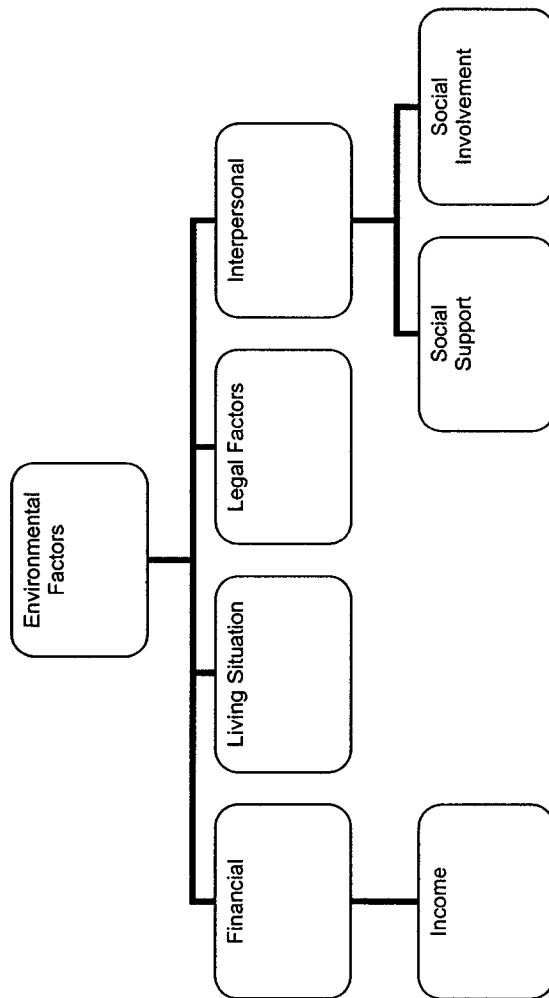 Environmental
Factors
Financial
Living Situation
Legal Factors
Interpersonal
Income
Social
Support
Social
Involvement